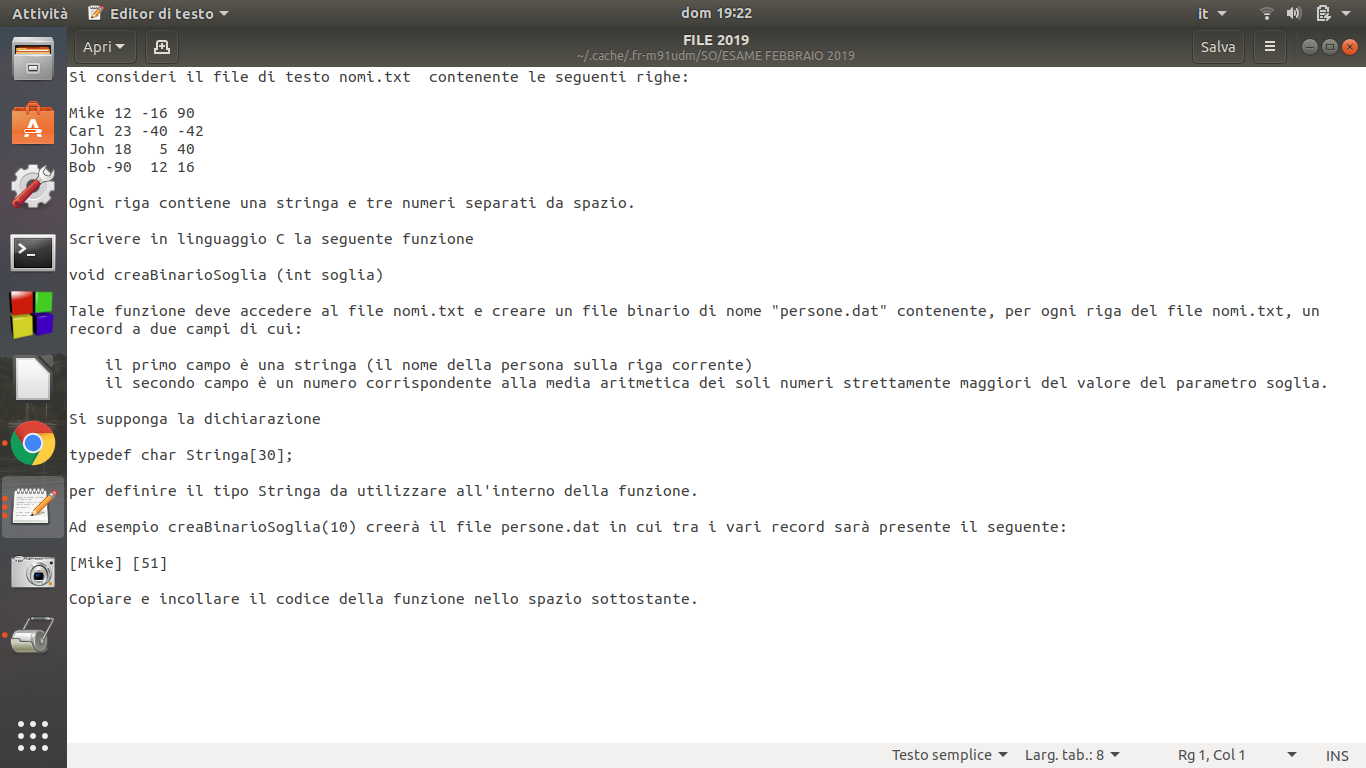 Attività Editor di testo dom 19:22 it
Apri FILE 2019 Salva
~/.cache/.fr-m91udm/SO/ESAME FEBBRAIO 2019
Si consideri il file di testo nomi.txt  contenente le seguenti righe:
Mike 12 -16 90
Carl 23 -40 -42
John 18   5 40
Bob -90  12 16
Ogni riga contiene una stringa e tre numeri separati da spazio.
Scrivere in linguaggio C la seguente funzione
void creaBinarioSoglia (int soglia)
Tale funzione deve accedere al file nomi.txt e creare un file binario di nome "persone.dat" contenente, per ogni riga del file nomi.txt, un
record a due campi di cui:
    il primo campo è una stringa (il nome della persona sulla riga corrente)
    il secondo campo è un numero corrispondente alla media aritmetica dei soli numeri strettamente maggiori del valore del parametro soglia.
Si supponga la dichiarazione
typedef char Stringa[30];
per definire il tipo Stringa da utilizzare all'interno della funzione.
Ad esempio creaBinarioSoglia(10) creerà il file persone.dat in cui tra i vari record sarà presente il seguente:
[Mike] [51]
Copiare e incollare il codice della funzione nello spazio sottostante.
Testo semplice Larg. tab.: 8 Rg 1, Col 1 INS